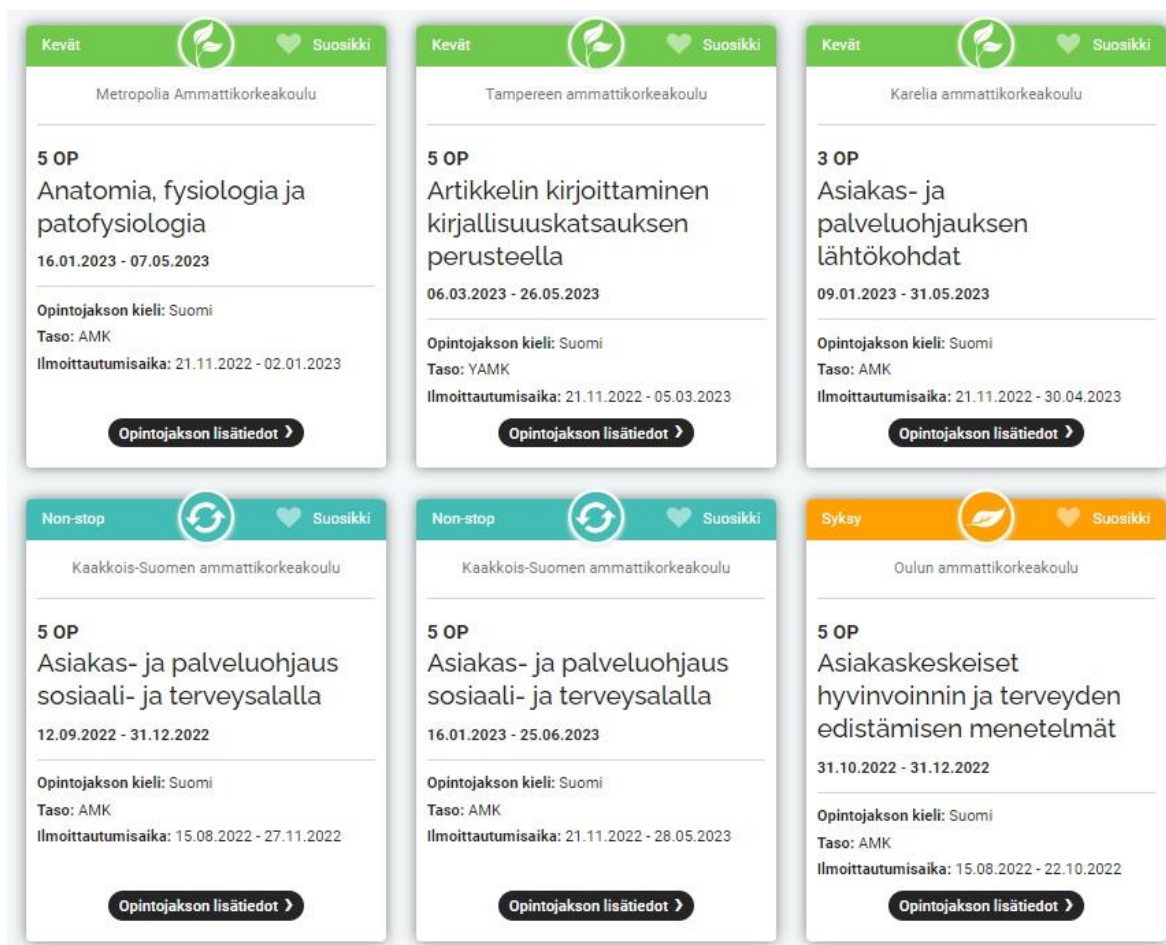 Kevät
Suosikki
Metropolia Ammattikorkeakoulu
5 OP
Anatomia, fysiologia ja
patofysiologia
16.01.2023 - 07.05.2023
Opintojakson kieli: Suomi
Taso: AMK
Ilmoittautumisaika: 21.11.2022 - 02.01.2023
Opintojakson lisätiedot ❯
Kevät
Suosikki
Tampereen ammattikorkeakoulu
5 OP
Artikkelin kirjoittaminen
kirjallisuuskatsauksen
perusteella
06.03.2023 - 26.05.2023
Opintojakson kieli: Suomi
Taso: YAMK
Ilmoittautumisaika: 21.11.2022 - 05.03.2023
Opintojakson lisätiedot ❯
Kevät
Suosikki
Karelia ammattikorkeakoulu
3 OP
Asiakas- ja
palveluohjauksen
lähtökohdat
09.01.2023 - 31.05.2023
Opintojakson kieli: Suomi
Taso: AMK
Ilmoittautumisaika: 21.11.2022 - 30.04.2023
Opintojakson lisätiedot ❯
Non-stop
Suosikki
Kaakkois-Suomen ammattikorkeakoulu
5 OP
Asiakas- ja palveluohjaus
sosiaali- ja terveysalalla
12.09.2022 - 31.12.2022
Opintojakson kieli: Suomi
Taso: AMK
Ilmoittautumisaika: 15.08.2022 - 27.11.2022
Opintojakson lisätiedot ❯
Non-stop
Suosikki
Kaakkois-Suomen ammattikorkeakoulu
5 OP
Asiakas- ja palveluohjaus
sosiaali- ja terveysalalla
16.01.2023 - 25.06.2023
Opintojakson kieli: Suomi
Taso: AMK
Ilmoittautumisaika: 21.11.2022 - 28.05.2023
Opintojakson lisätiedot ❯
Syksy
Suosikki
Oulun ammattikorkeakoulu
5 OP
Asiakaskeskeiset
hyvinvoinnin ja terveyden
edistämisen menetelmät
31.10.2022 - 31.12.2022
Opintojakson kieli: Suomi
Taso: AMK
Ilmoittautumisaika: 15.08.2022 - 22.10.2022
Opintojakson lisätiedot ❯